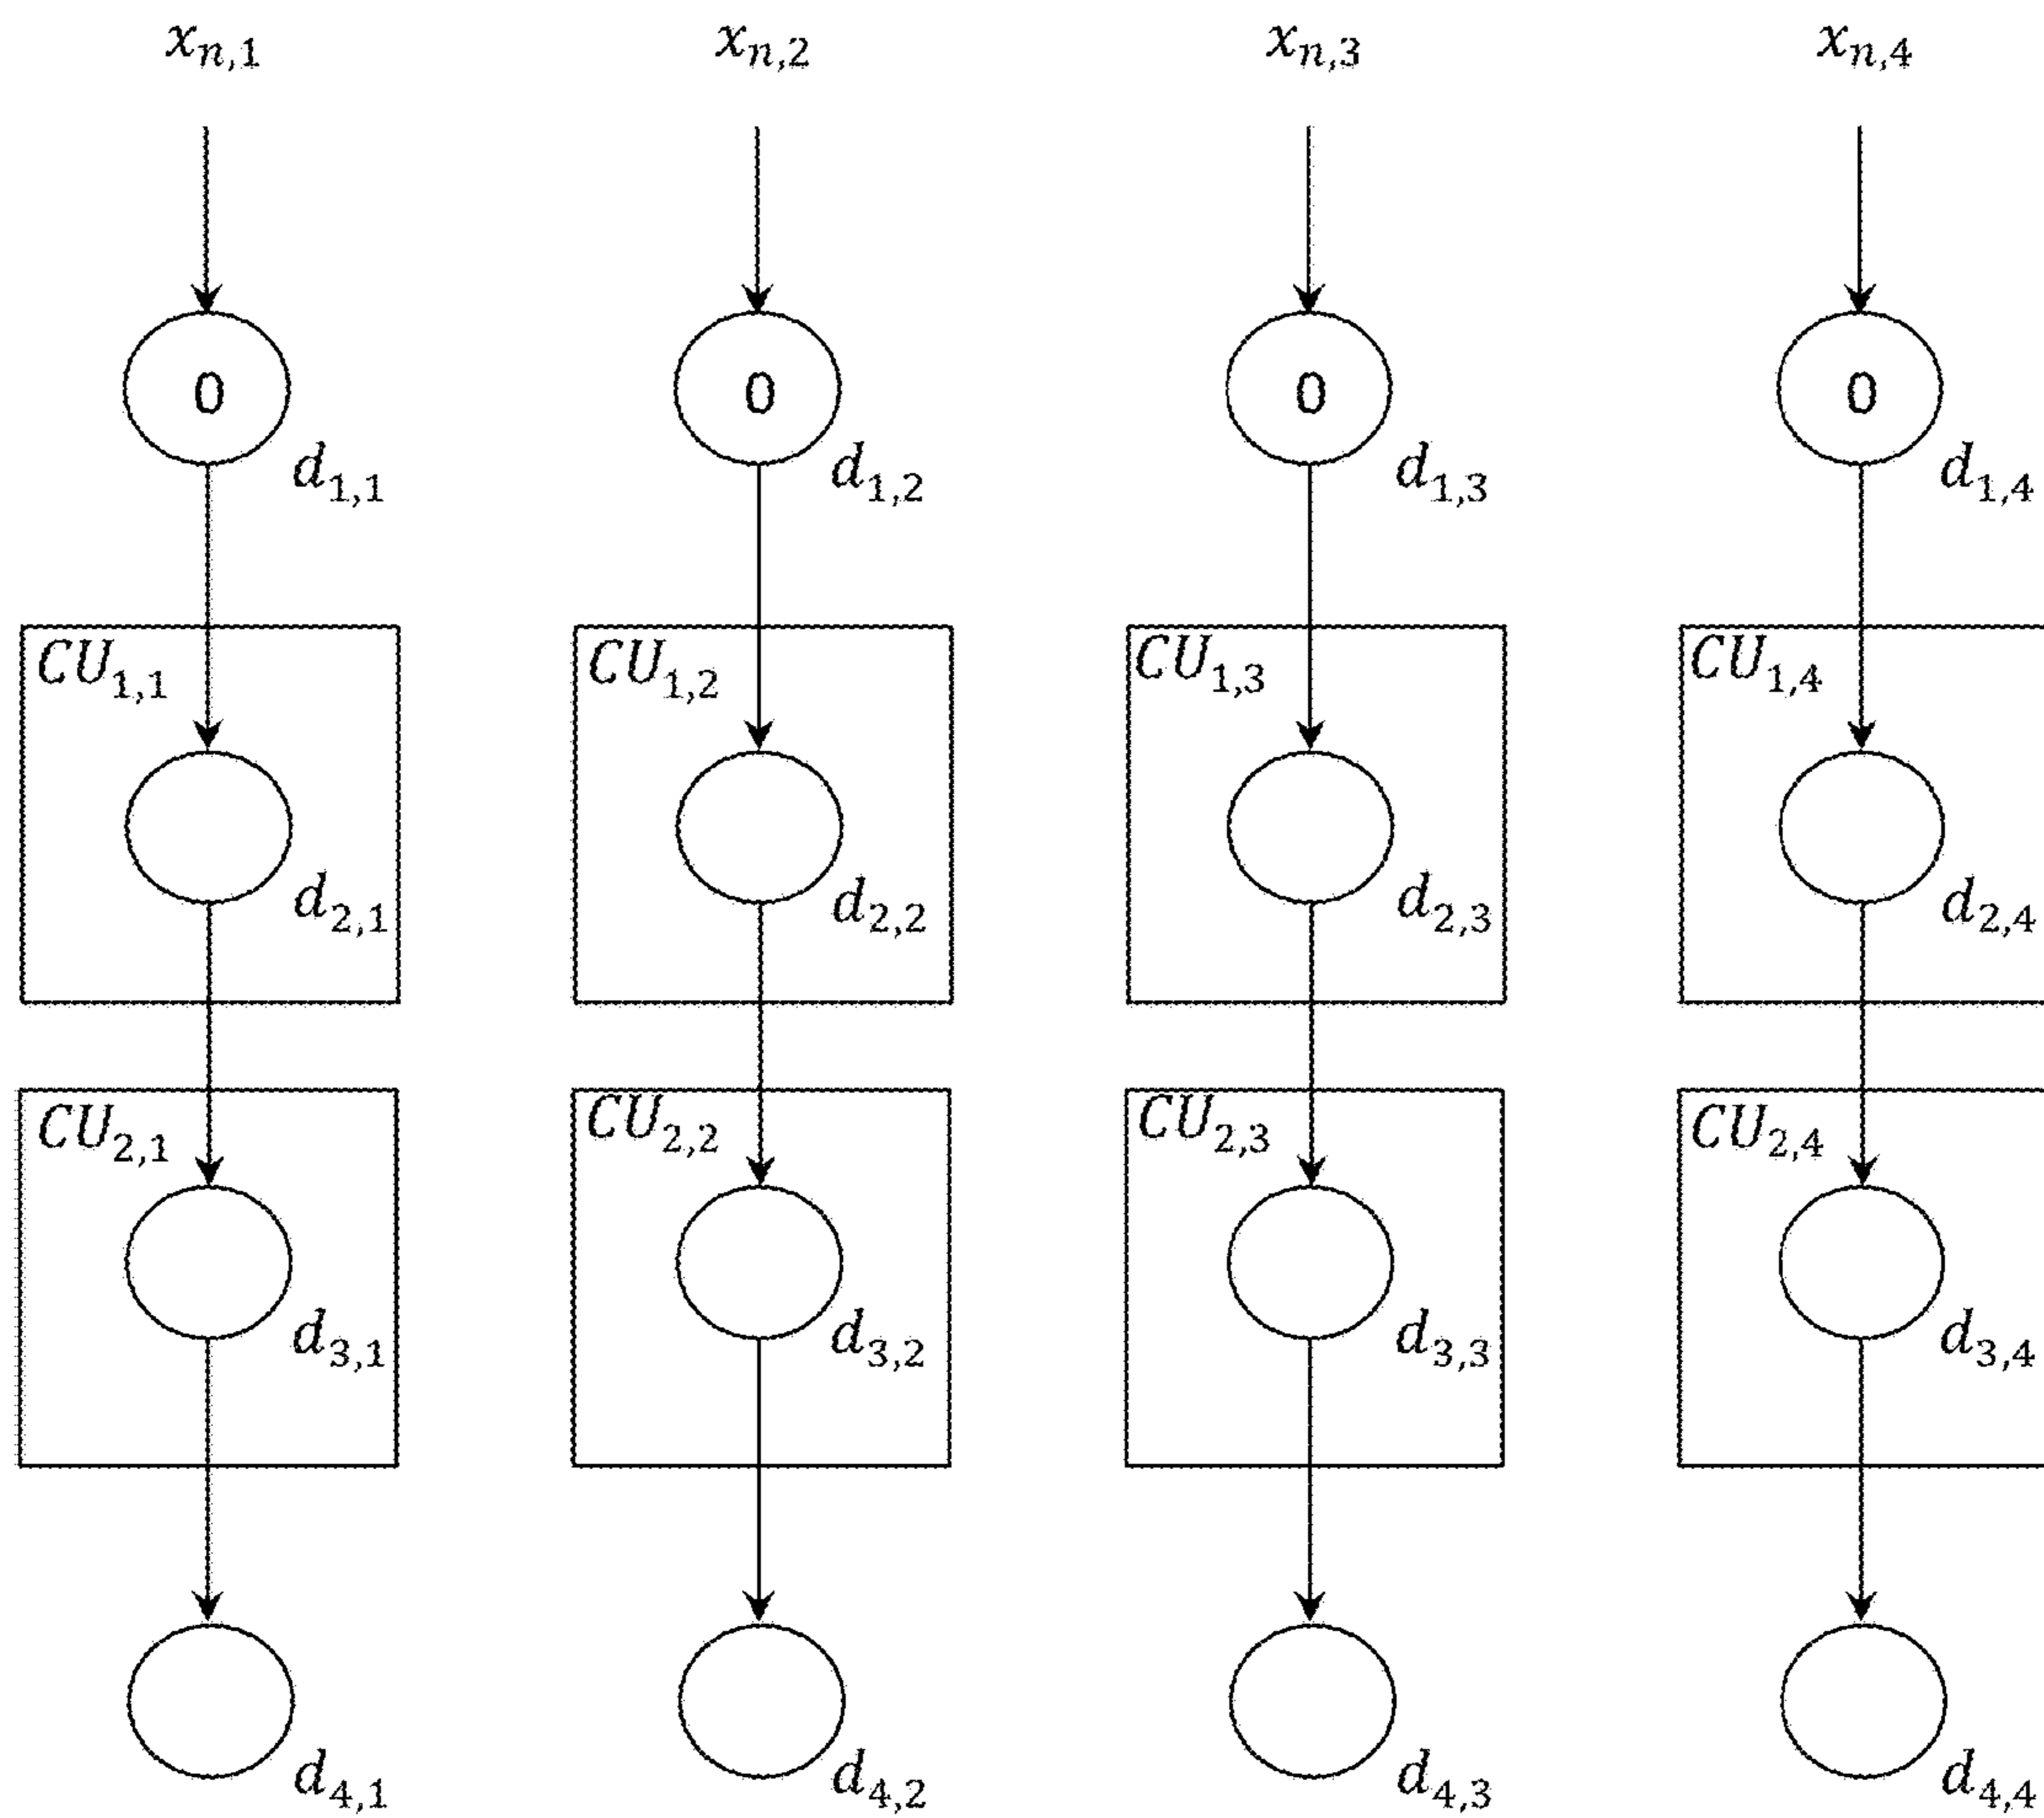 x_{n,1} x_{n,2} x_{n,3} x_{n,4}
0 0 0 0
d_{1,1} d_{1,2} d_{1,3} d_{1,4}
CU_{1,1} CU_{1,2} CU_{1,3} CU_{1,4}
d_{2,1} d_{2,2} d_{2,3} d_{2,4}
CU_{2,1} CU_{2,2} CU_{2,3} CU_{2,4}
d_{3,1} d_{3,2} d_{3,3} d_{3,4}
d_{4,1} d_{4,2} d_{4,3} d_{4,4}